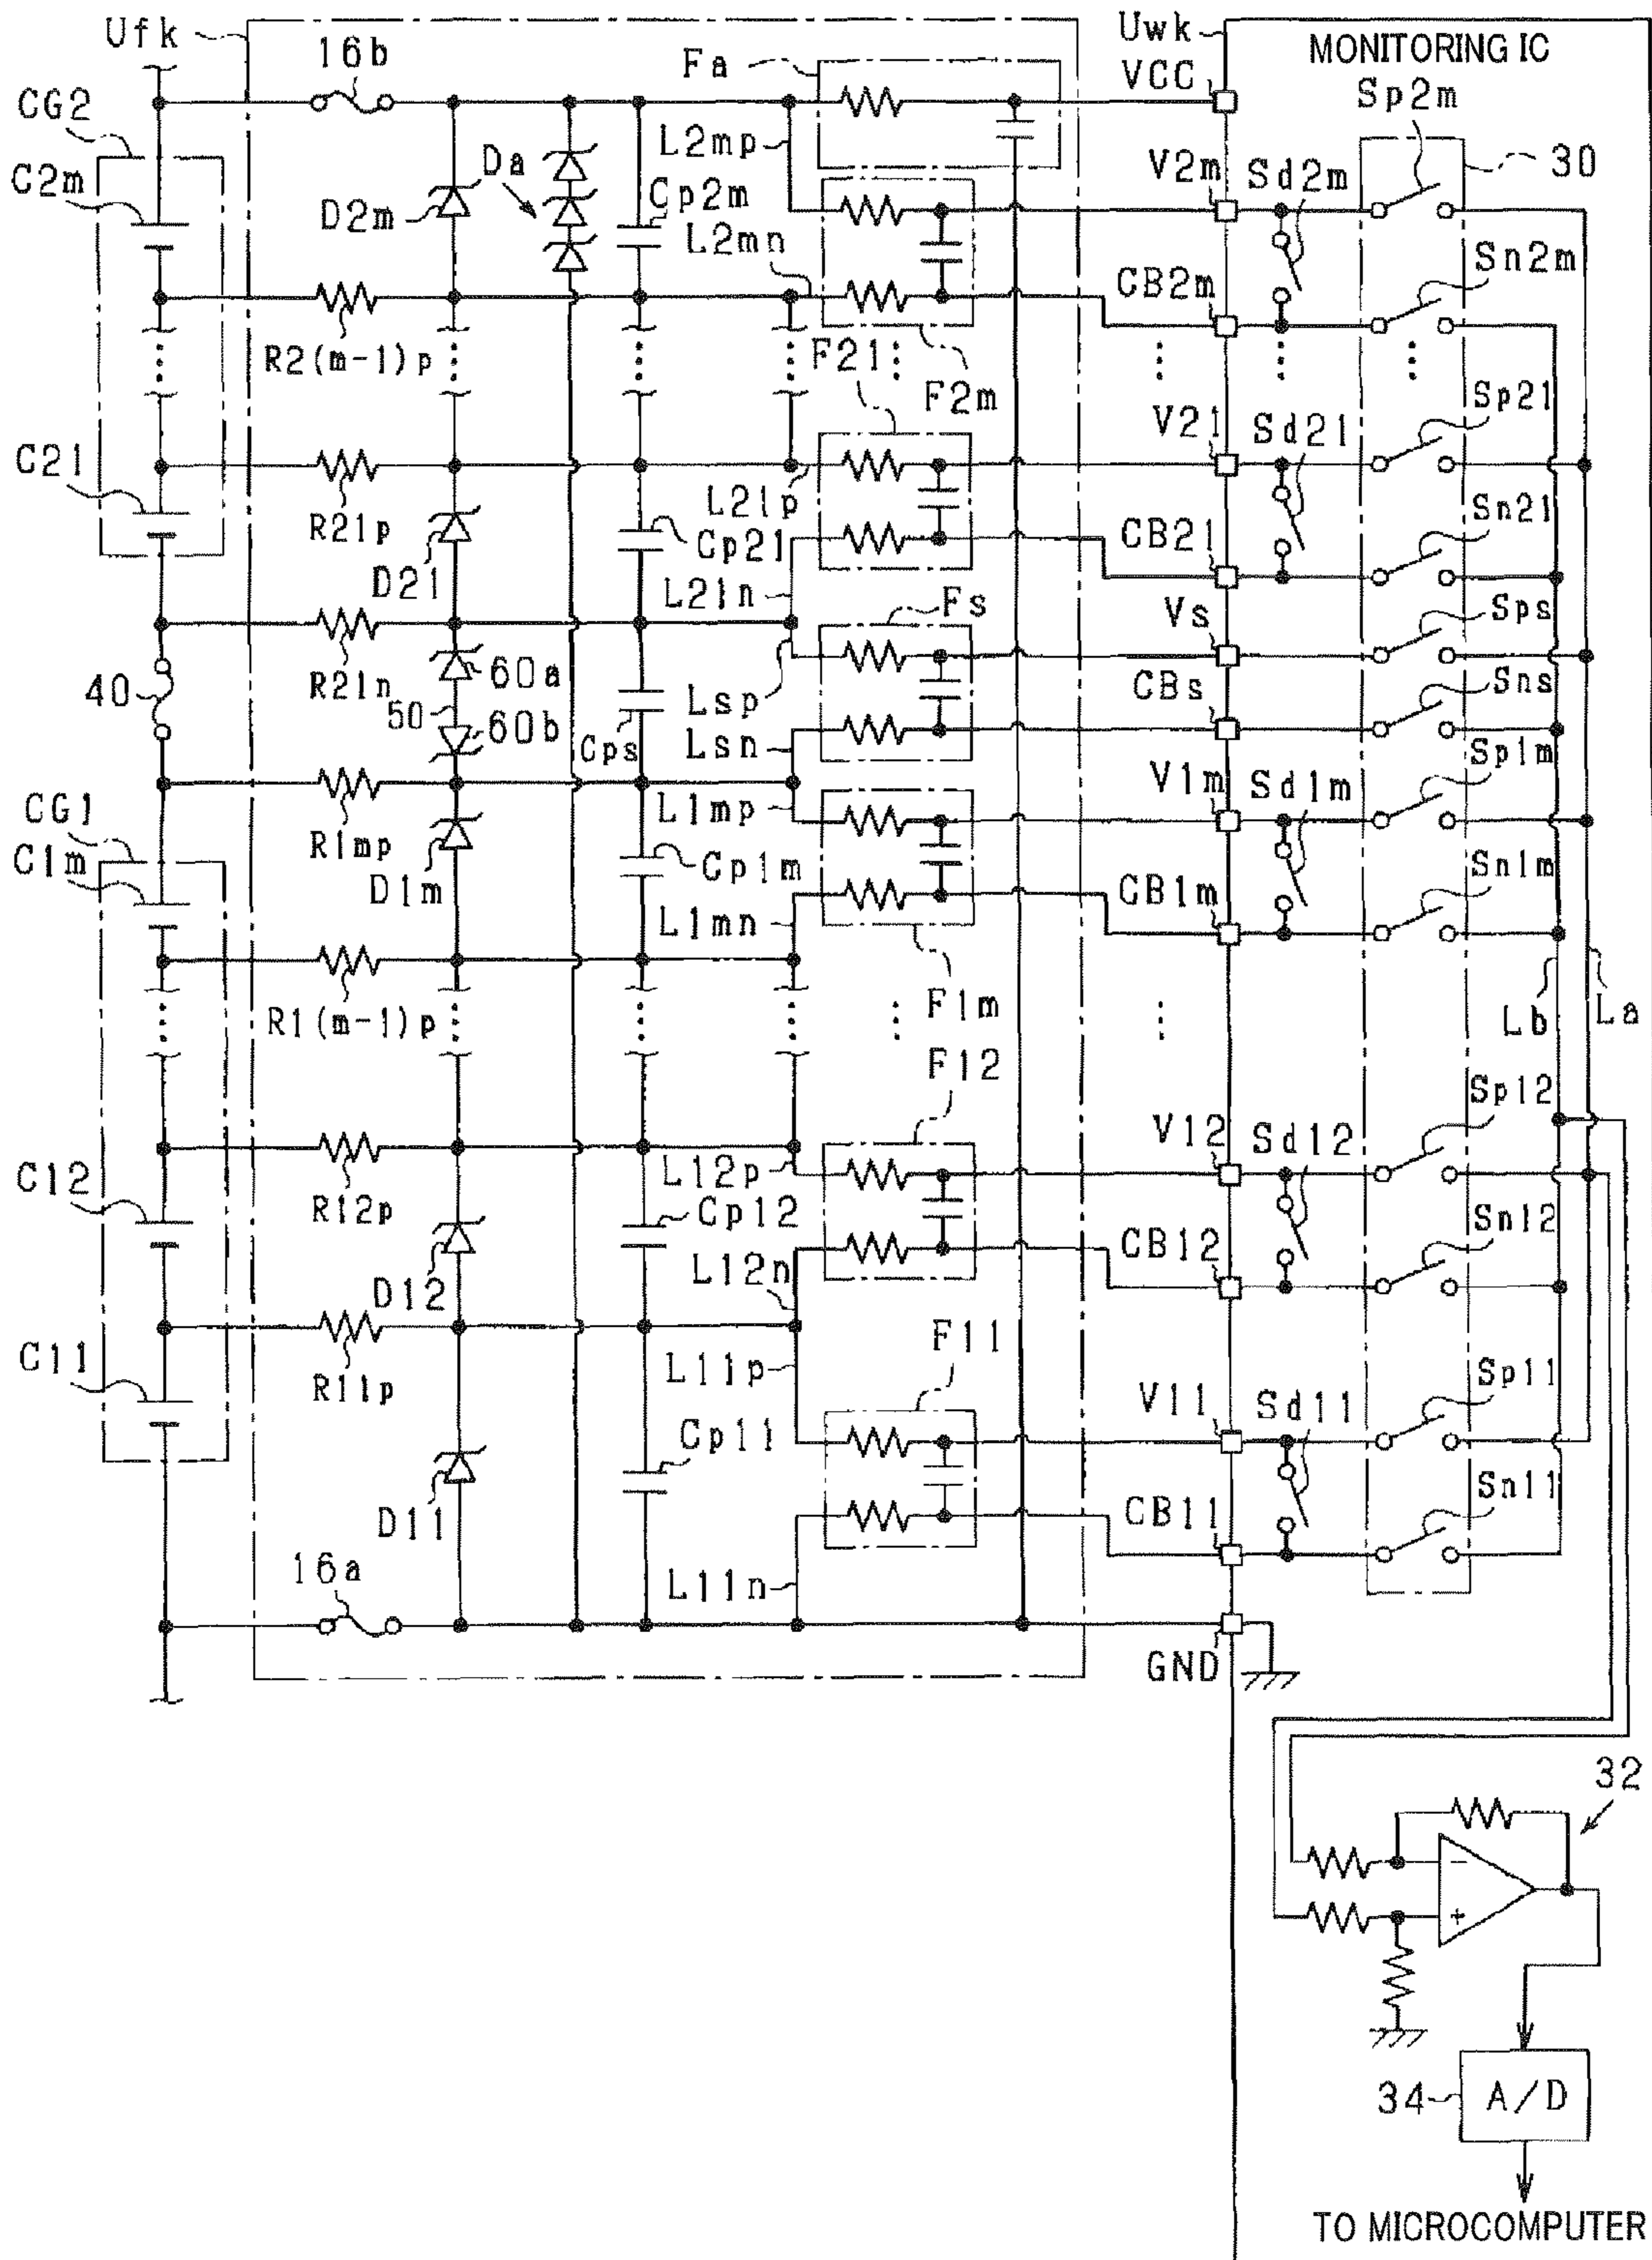 Ufk
16b
Fa
Uwk
MONITORING IC
VCC
Sp2m
CG2
C2m
L2mp
V2m
Sd2m
30
Da
D2m
Cp2m
L2mn
CB2m
Sn2m
R2(m-1)p
F21
F2m
V21
Sd21
Sp21
C21
R21p
L21p
D21
Cp21
CB21
Sn21
L21n
Fs
Vs
Sps
40
R21n
60a
50
60b
Cps
Lsp
Lsn
CBs
Sns
CG1
C1m
R1mp
D1m
L1mp
Cp1m
V1m
Sd1m
Sp1m
CB1m
Sn1m
L1mn
R1(m-1)p
F1m
Lb
La
F12
C12
R12p
L12p
Cp12
V12
Sd12
Sp12
D12
L12n
CB12
Sn12
C11
R11p
L11p
F11
V11
Sd11
Sp11
Cp11
D11
CB11
Sn11
16a
L11n
GND
32
−
+
34
A/D
TO MICROCOMPUTER